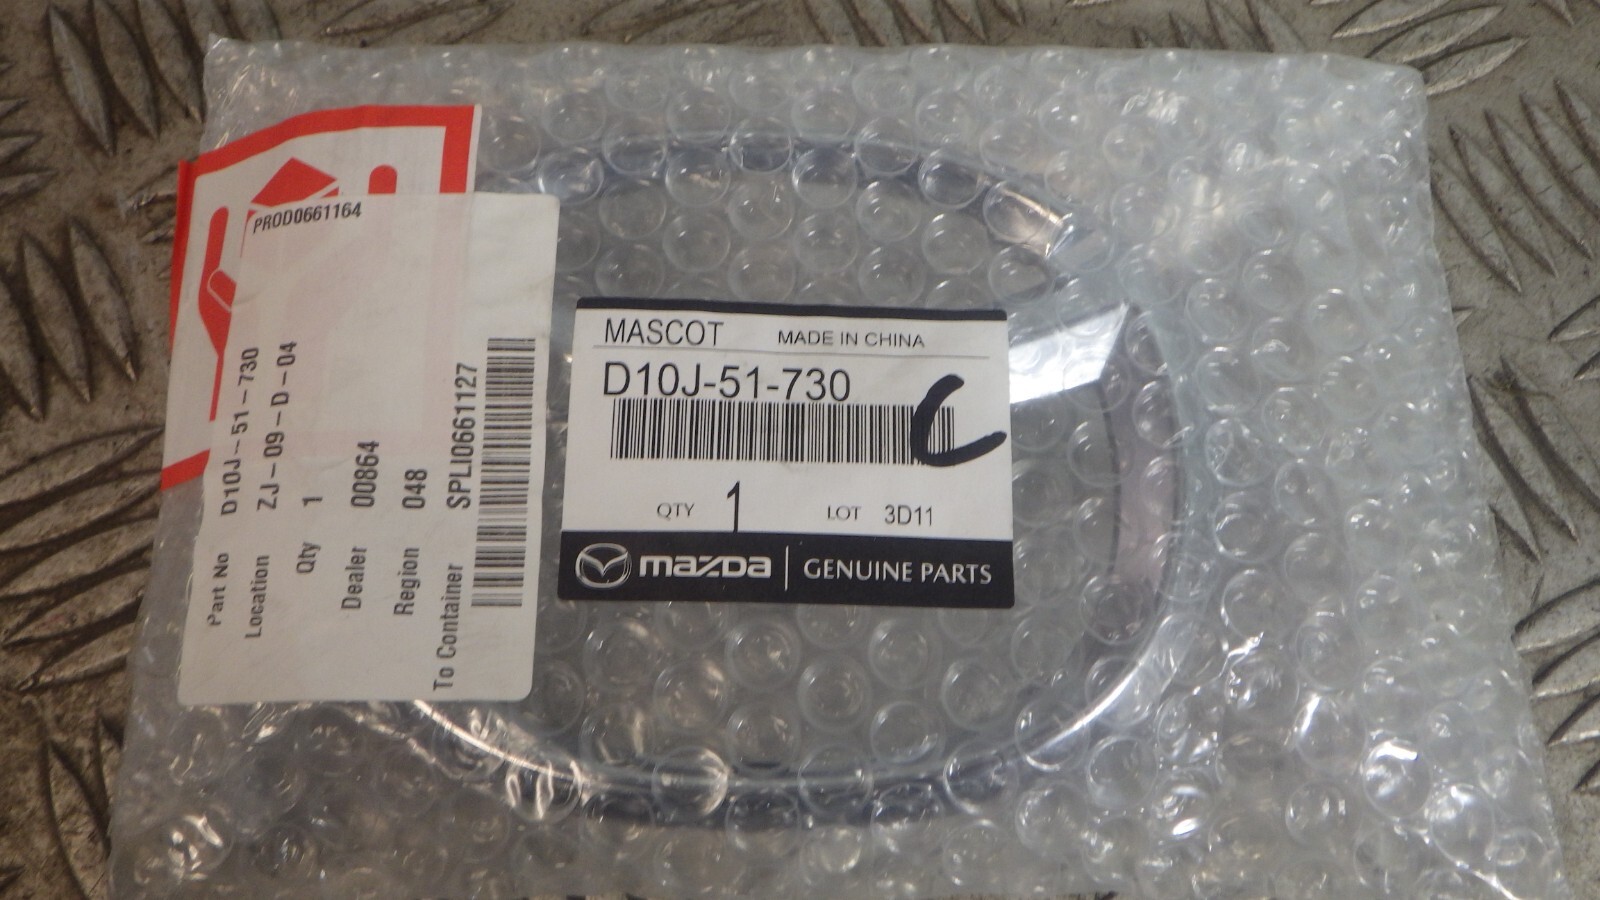 PROD0661164
Part No D10J-51-730
Location ZJ-09-D-04
Qty 1
Dealer 00864
Region 048
To Container SPLI0661127
MASCOT MADE IN CHINA
D10J-51-730
C
QTY 1 LOT 3D11
mazda GENUINE PARTS